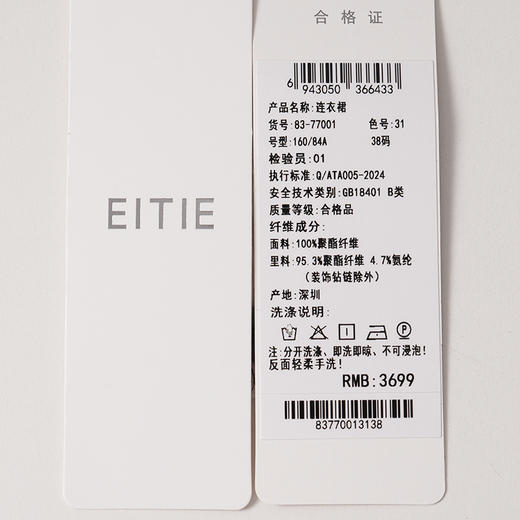 EITIE
合格证
6 943050 366433
产品名称:连衣裙
货号:83-77001 色号:31
号型:160/84A 38码
检验员:01
执行标准:Q/ATA005-2024
安全技术类别:GB18401 B类
质量等级:合格品
纤维成分:
面料:100%聚酯纤维
里料:95.3%聚酯纤维 4.7%氨纶
(装饰钻链除外)
产地:深圳
洗涤说明:
P
注:分开洗涤、即洗即晾、不可浸泡!
反面轻柔手洗!
RMB:3699
83770013138